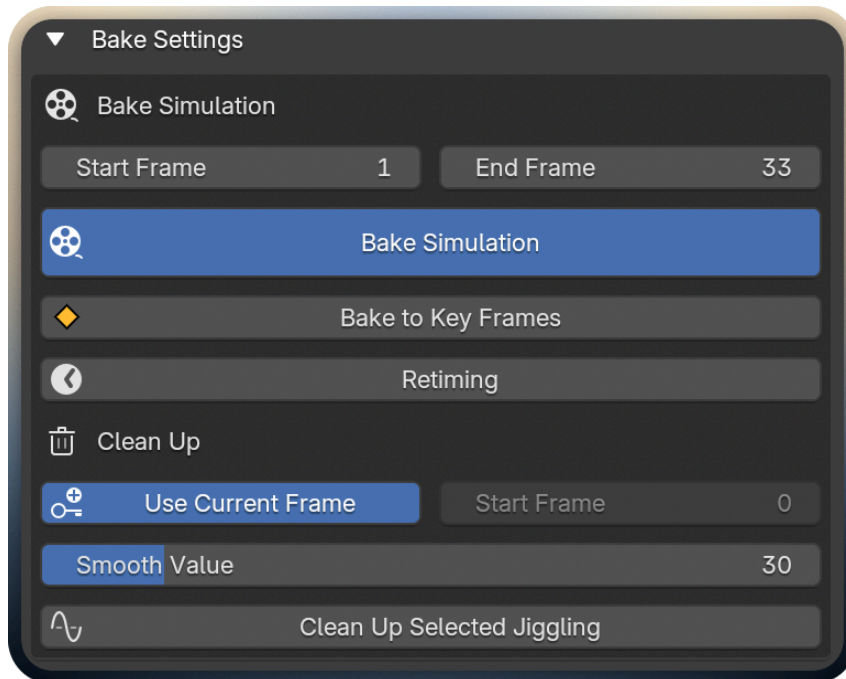 Bake Settings
Bake Simulation
Start Frame 1 End Frame 33
Bake Simulation
Bake to Key Frames
Retiming
Clean Up
Use Current Frame Start Frame 0
Smooth Value 30
Clean Up Selected Jiggling